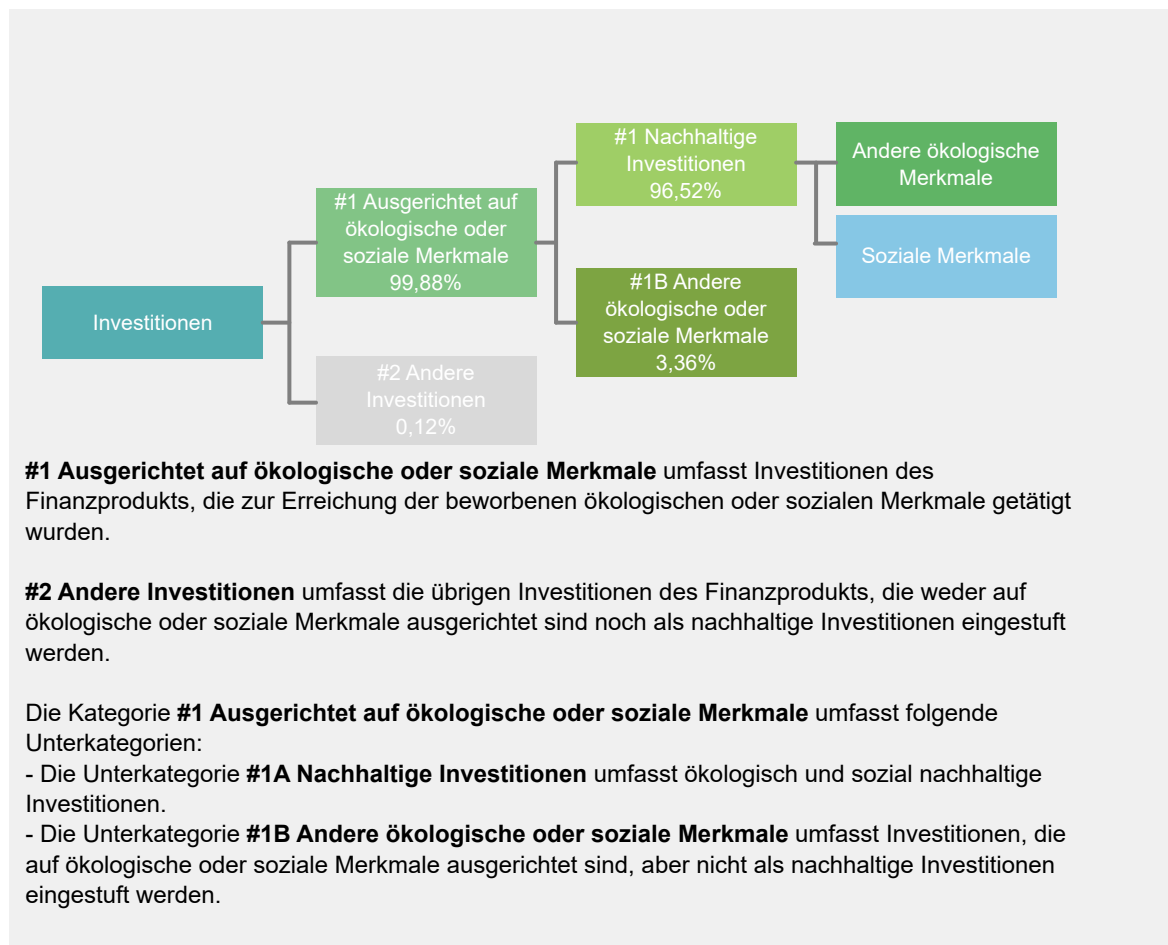 #1 Nachhaltige
Investitionen
96,52%
Andere ökologische
Merkmale
#1 Ausgerichtet auf
ökologische oder
soziale Merkmale
99,88%
Soziale Merkmale
#1B Andere
ökologische oder
soziale Merkmale
3,36%
Investitionen
#2 Andere
Investitionen
0,12%
#1 Ausgerichtet auf ökologische oder soziale Merkmale umfasst Investitionen des
Finanzprodukts, die zur Erreichung der beworbenen ökologischen oder sozialen Merkmale getätigt
wurden.
#2 Andere Investitionen umfasst die übrigen Investitionen des Finanzprodukts, die weder auf
ökologische oder soziale Merkmale ausgerichtet sind noch als nachhaltige Investitionen eingestuft
werden.
Die Kategorie #1 Ausgerichtet auf ökologische oder soziale Merkmale umfasst folgende
Unterkategorien:
- Die Unterkategorie #1A Nachhaltige Investitionen umfasst ökologisch und sozial nachhaltige
Investitionen.
- Die Unterkategorie #1B Andere ökologische oder soziale Merkmale umfasst Investitionen, die
auf ökologische oder soziale Merkmale ausgerichtet sind, aber nicht als nachhaltige Investitionen
eingestuft werden.